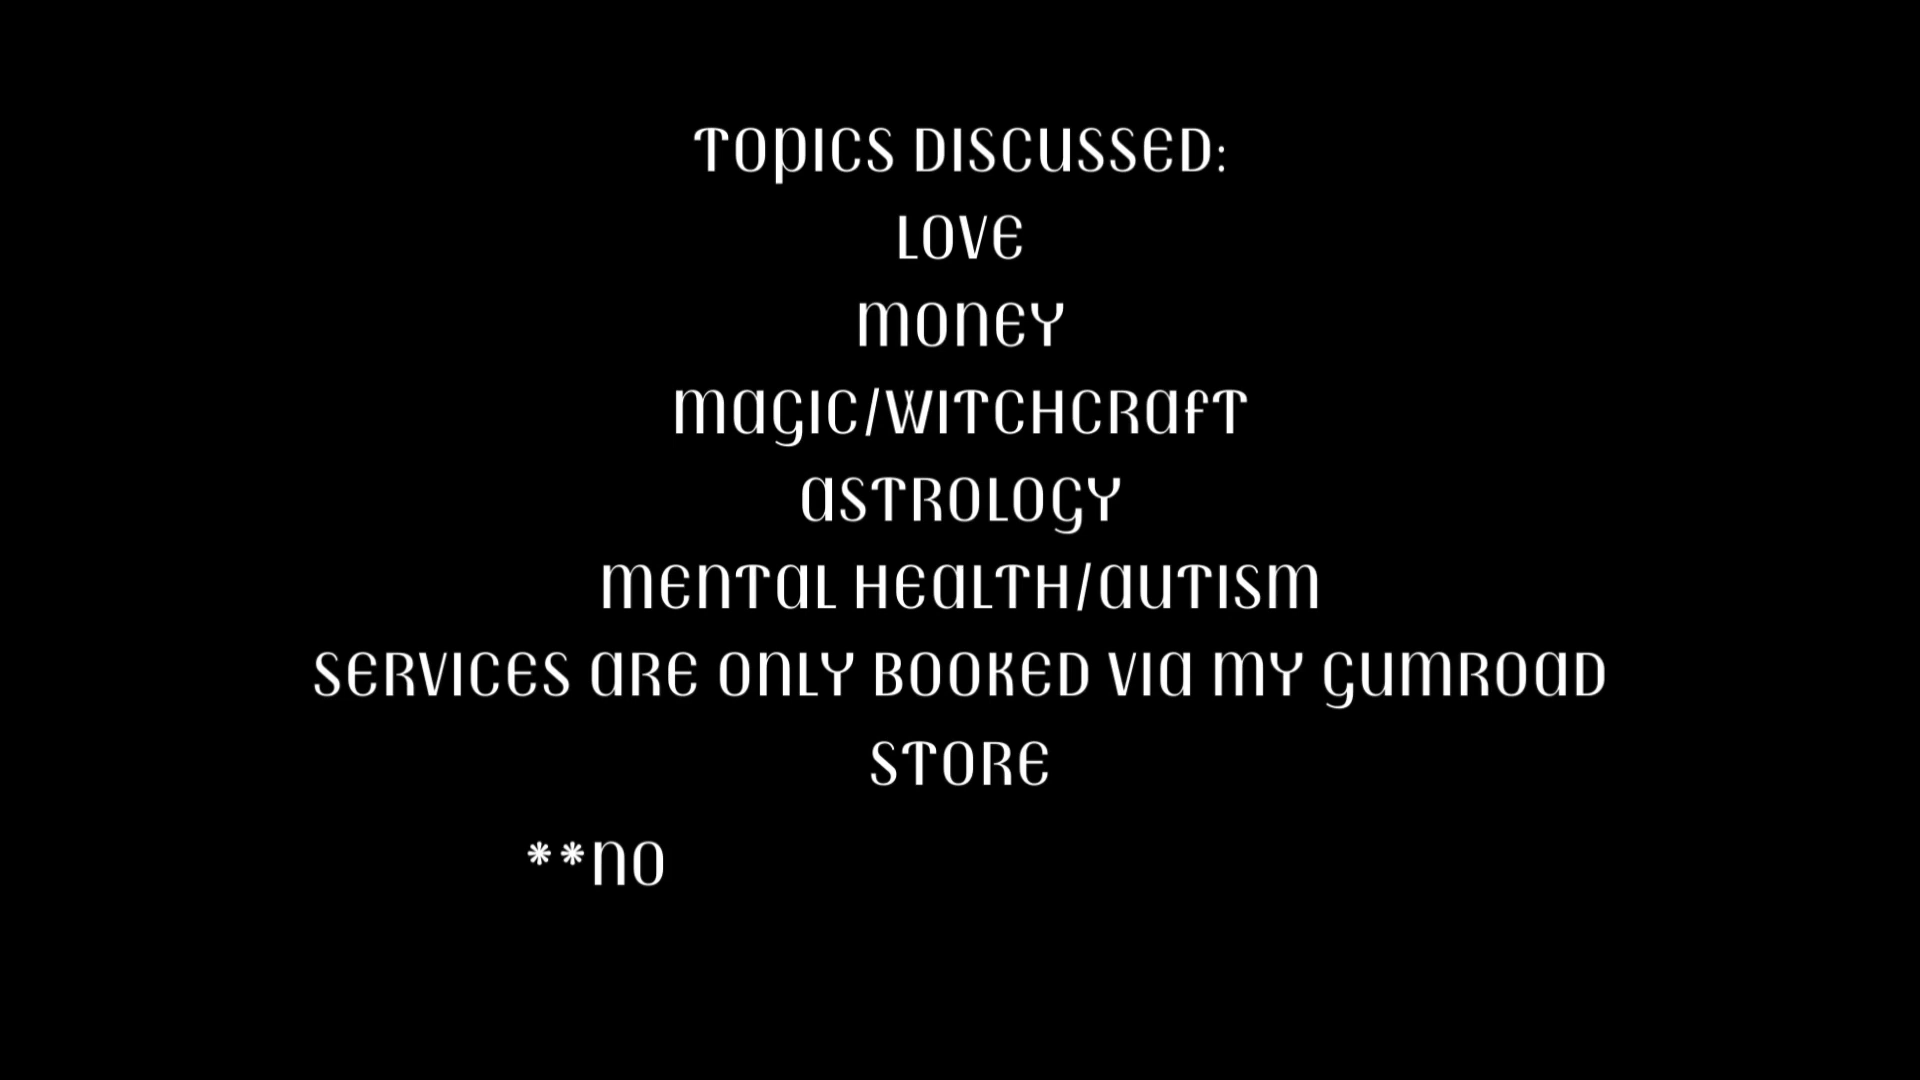 TOPICS DISCUSSED:
LOVE
MONEY
MAGIC/WITCHCRAFT
ASTROLOGY
MENTAL HEALTH/AUTISM
SERVICES ARE ONLY BOOKED VIA MY GUMROAD
STORE
**NO